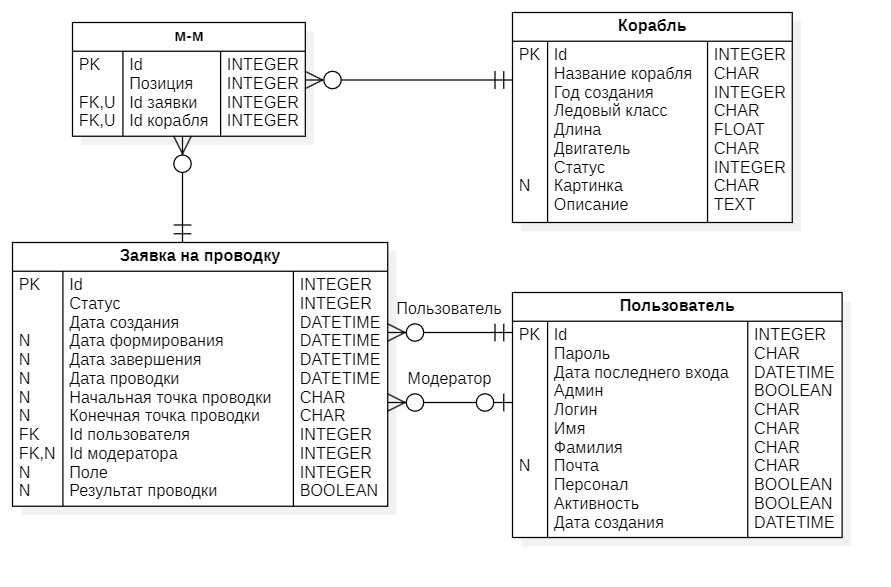 м-м
PK Id INTEGER
Позиция INTEGER
FK,U Id заявки INTEGER
FK,U Id корабля INTEGER
Корабль
PK Id INTEGER
Название корабля CHAR
Год создания INTEGER
Ледовый класс CHAR
Длина FLOAT
Двигатель CHAR
Статус INTEGER
N Картинка CHAR
Описание TEXT
Заявка на проводку
PK Id INTEGER
Статус INTEGER
Дата создания DATETIME
N Дата формирования DATETIME
N Дата завершения DATETIME
N Дата проводки DATETIME
N Начальная точка проводки CHAR
N Конечная точка проводки CHAR
FK Id пользователя INTEGER
FK,N Id модератора INTEGER
N Поле INTEGER
N Результат проводки BOOLEAN
Пользователь
Модератор
Пользователь
PK Id INTEGER
Пароль CHAR
Дата последнего входа DATETIME
Админ BOOLEAN
Логин CHAR
Имя CHAR
Фамилия CHAR
N Почта CHAR
Персонал BOOLEAN
Активность BOOLEAN
Дата создания DATETIME